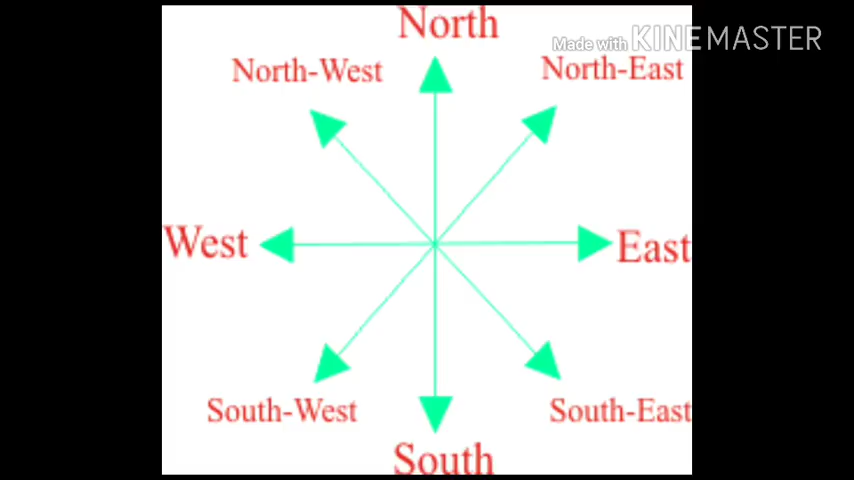 North
Made with KINEMASTER
North-West
North-East
West
East
South-West
South-East
South